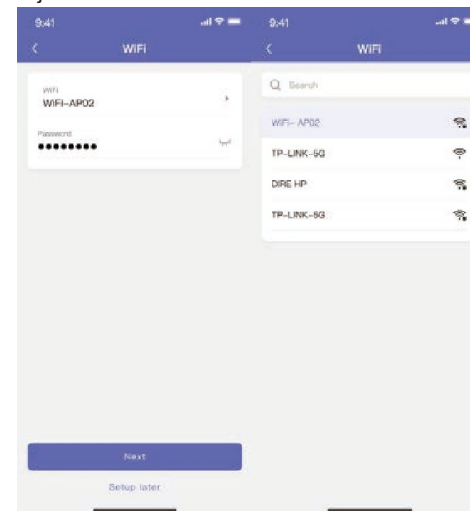 9:41
WiFi
WiFi
WiFi-AP02
Password
Next
Setup later
9:41
WiFi
Search
WiFi- AP02
TP-LINK-5G
DIRE HP
TP-LINK-5G